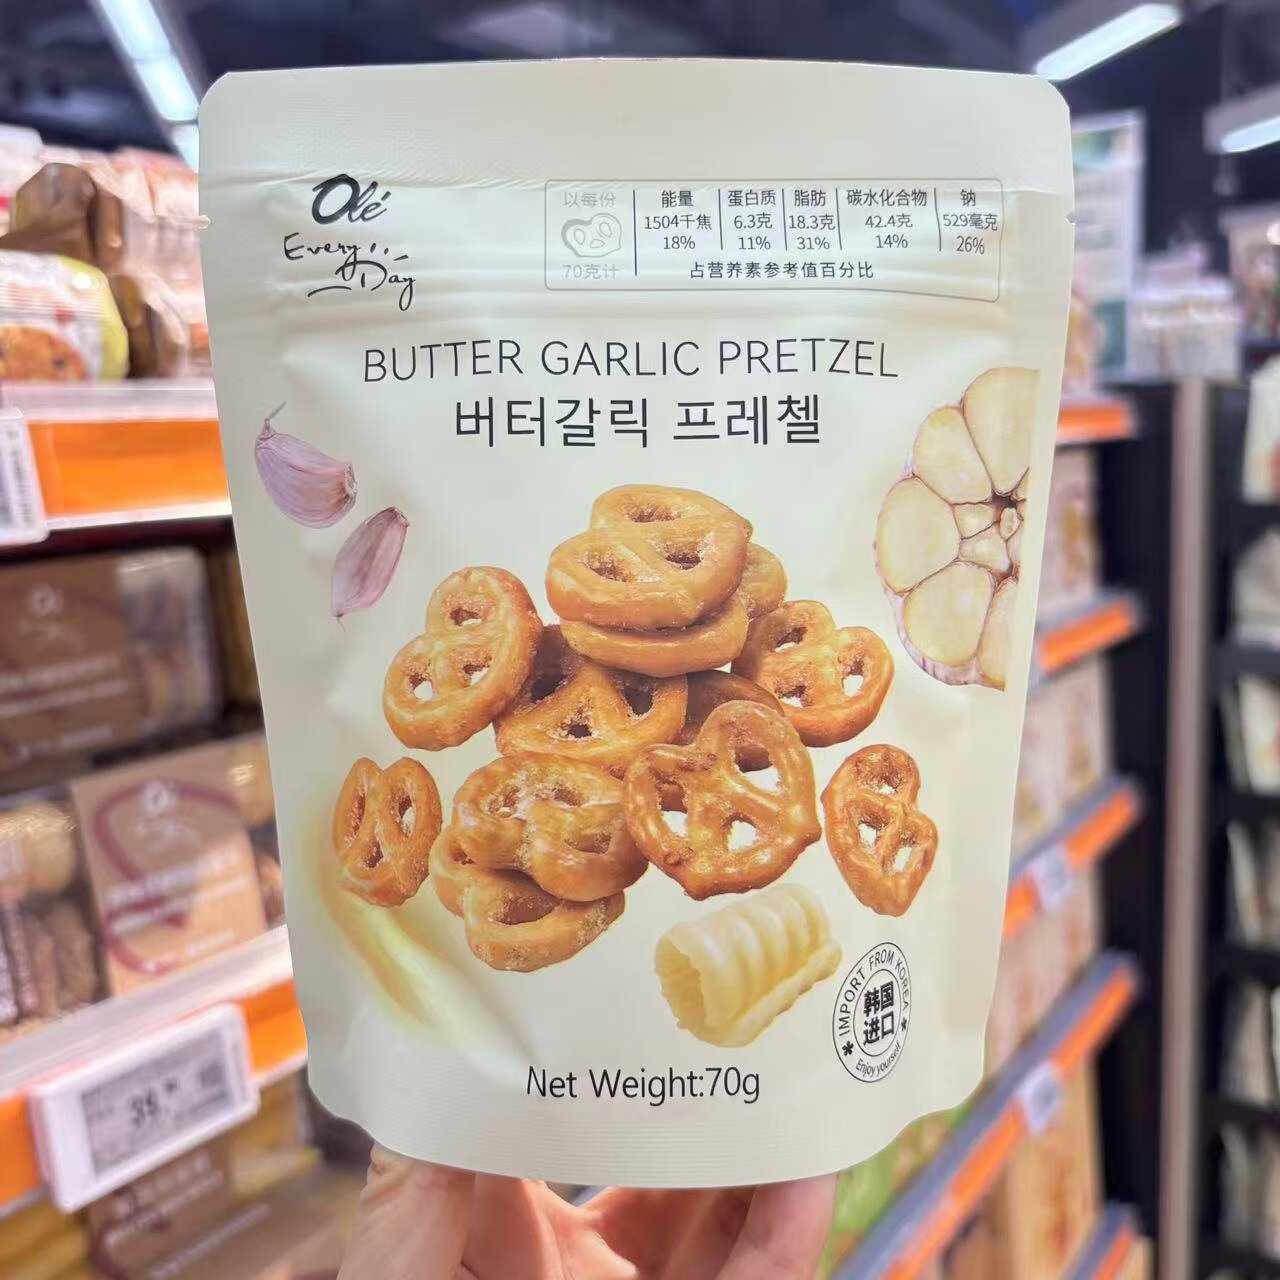 Olé
Every Day
以每份
70克计
能量
1504千焦
18%
蛋白质
6.3克
11%
脂肪
18.3克
31%
碳水化合物
42.4克
14%
钠
529毫克
26%
占营养素参考值百分比
BUTTER GARLIC PRETZEL
버터갈릭 프레첼
IMPORT FROM KOREA
韩国
进口
Enjoy yourself
Net Weight:70g